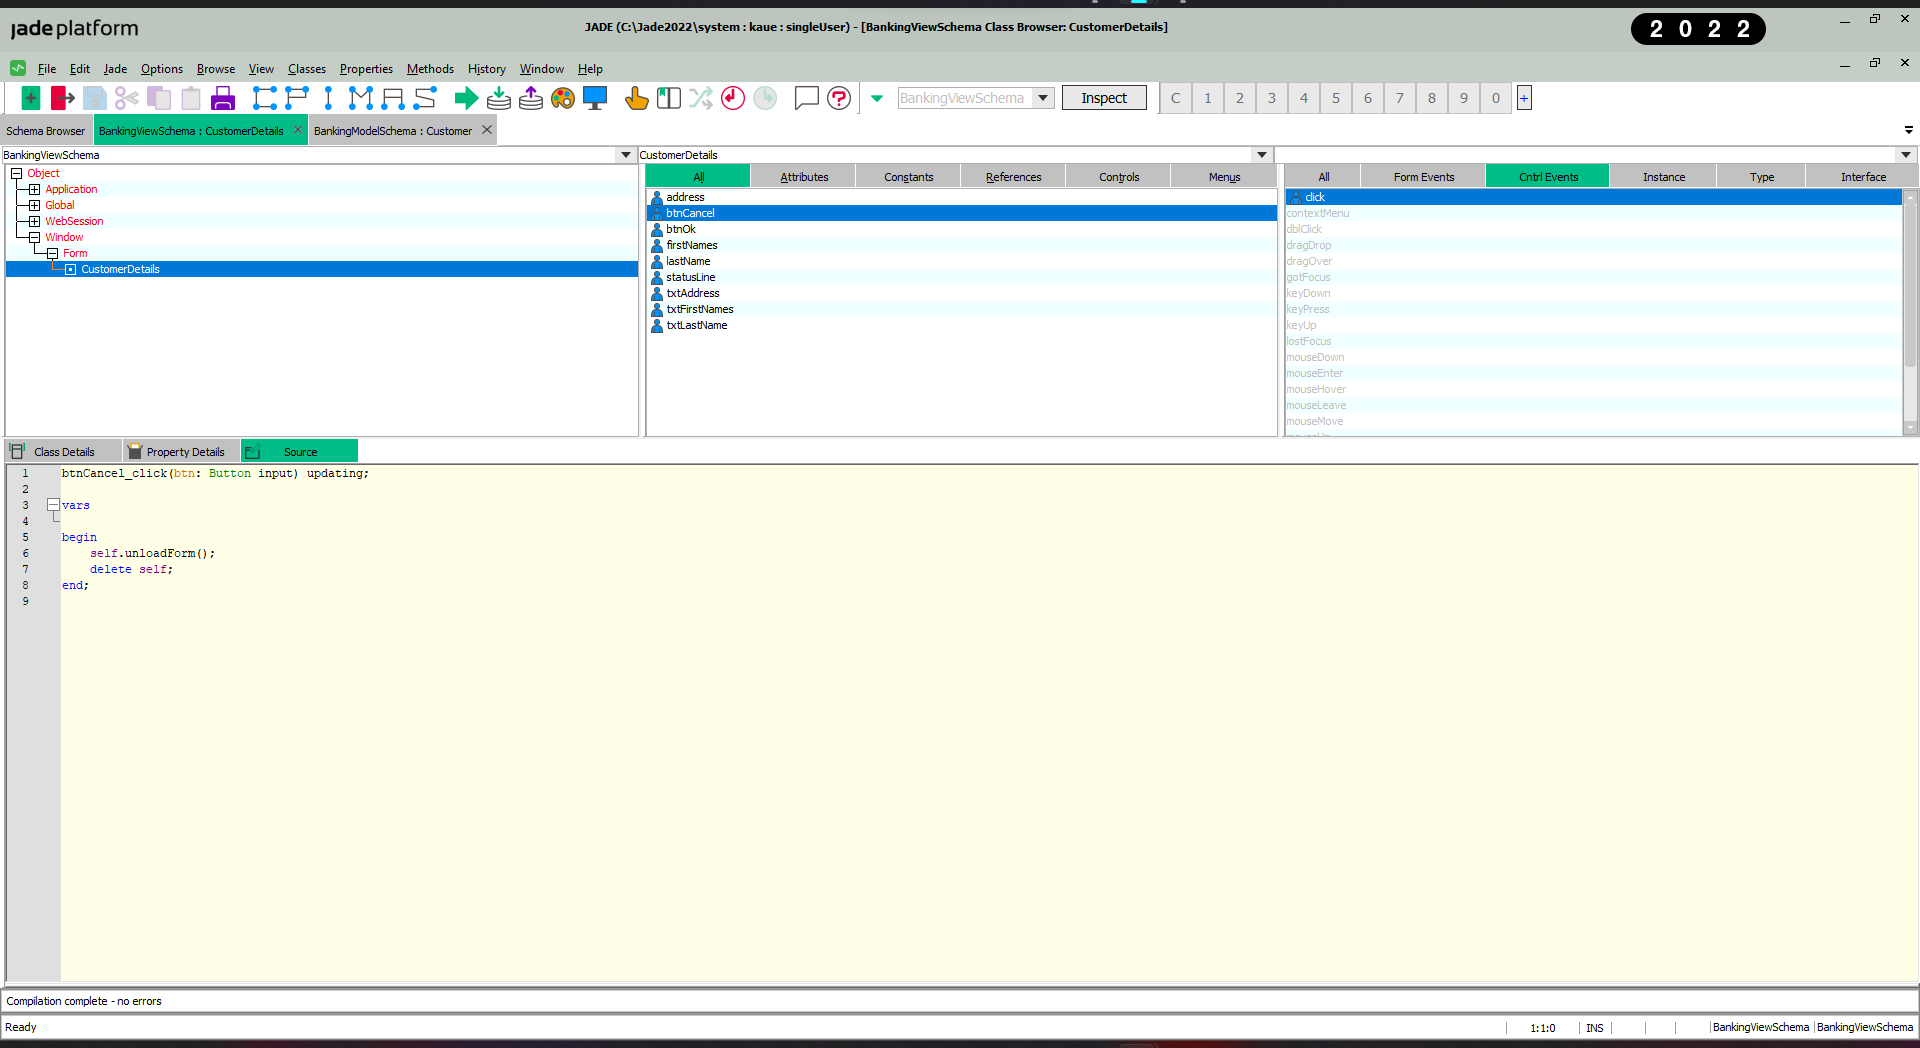 jade platform
JADE (C:\Jade2022\system : kaue : singleUser) - [BankingViewSchema Class Browser: CustomerDetails]
2 0 2 2
File Edit Jade Options Browse View Classes Properties Methods History Window Help
BankingViewSchema Inspect C 1 2 3 4 5 6 7 8 9 0 +
Schema Browser BankingViewSchema : CustomerDetails BankingModelSchema : Customer
BankingViewSchema
Object
Application
Global
WebSession
Window
Form
CustomerDetails
CustomerDetails
All Attributes Constants References Controls Menus
address
btnCancel
btnOk
firstNames
lastName
statusLine
txtAddress
txtFirstNames
txtLastName
All Form Events Cntrl Events Instance Type Interface
click
contextMenu
dblClick
dragDrop
dragOver
gotFocus
keyDown
keyPress
keyUp
lostFocus
mouseDown
mouseEnter
mouseHover
mouseLeave
mouseMove
Class Details Property Details Source
1 btnCancel_click(btn: Button input) updating;
2
3 vars
4
5 begin
6 self.unloadForm();
7 delete self;
8 end;
9
Compilation complete - no errors
Ready 1:1:0 INS BankingViewSchema BankingViewSchema